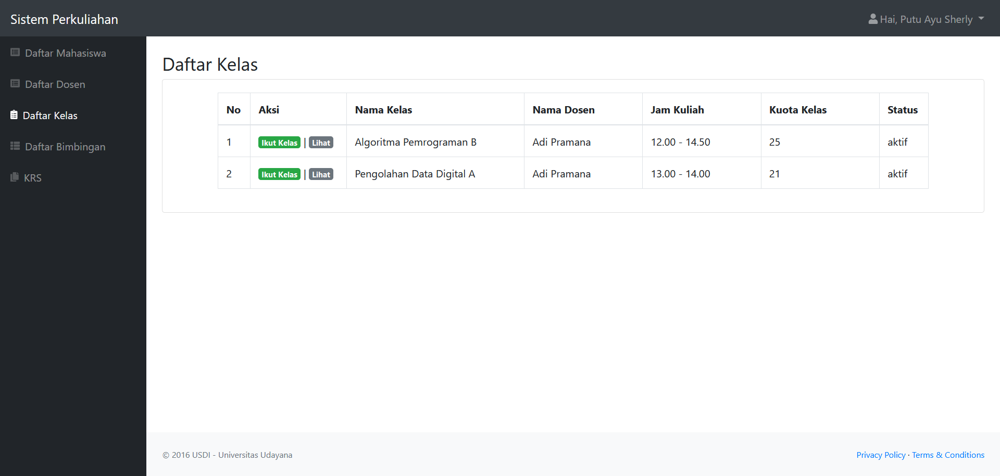 Sistem Perkuliahan
Hai, Putu Ayu Sherly
Daftar Mahasiswa
Daftar Dosen
Daftar Kelas
Daftar Bimbingan
KRS
Daftar Kelas
No Aksi Nama Kelas Nama Dosen Jam Kuliah Kuota Kelas Status
1 Ikut Kelas | Lihat Algoritma Pemrograman B Adi Pramana 12.00 - 14.50 25 aktif
2 Ikut Kelas | Lihat Pengolahan Data Digital A Adi Pramana 13.00 - 14.00 21 aktif
© 2016 USDI - Universitas Udayana
Privacy Policy · Terms & Conditions